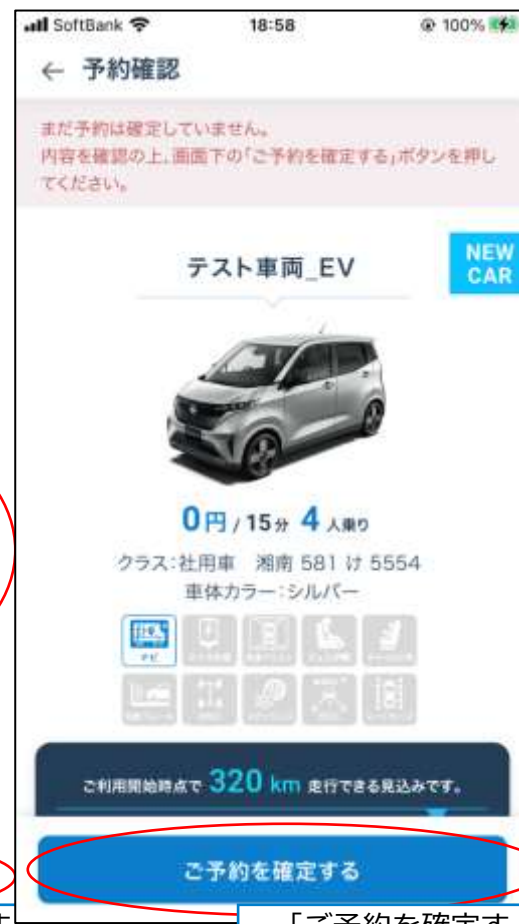 SoftBank 18:58 100%
← 予約確認
まだ予約は確定していません。
内容を確認の上、画面下の「ご予約を確定する」ボタンを押し
てください。
テスト車両_EV
NEW
CAR
0円 / 15分 4 人乗り
クラス：社用車 湘南 581 け 5554
車体カラー：シルバー
ナビ
ご利用開始時点で 320 km 走行できる見込みです。
ご予約を確定する
「ご予約を確定す